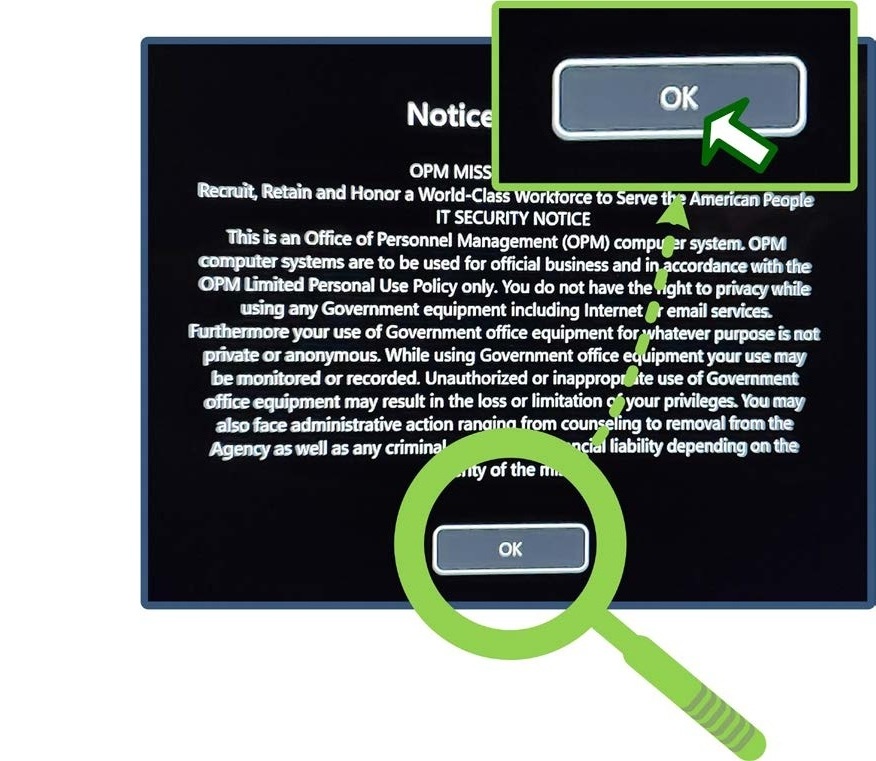 OK
Notice
OPM MISS
Recruit, Retain and Honor a World-Class Workforce to Serve the American People
IT SECURITY NOTICE
This is an Office of Personnel Management (OPM) computer system. OPM
computer systems are to be used for official business and in accordance with the
OPM Limited Personal Use Policy only. You do not have the right to privacy while
using any Government equipment including Internet or email services.
Furthermore your use of Government office equipment for whatever purpose is not
private or anonymous. While using Government office equipment your use may
be monitored or recorded. Unauthorized or inappropriate use of Government
office equipment may result in the loss or limitation of your privileges. You may
also face administrative action ranging from counseling to removal from the
Agency as well as any criminal liability depending on the
of the
OK